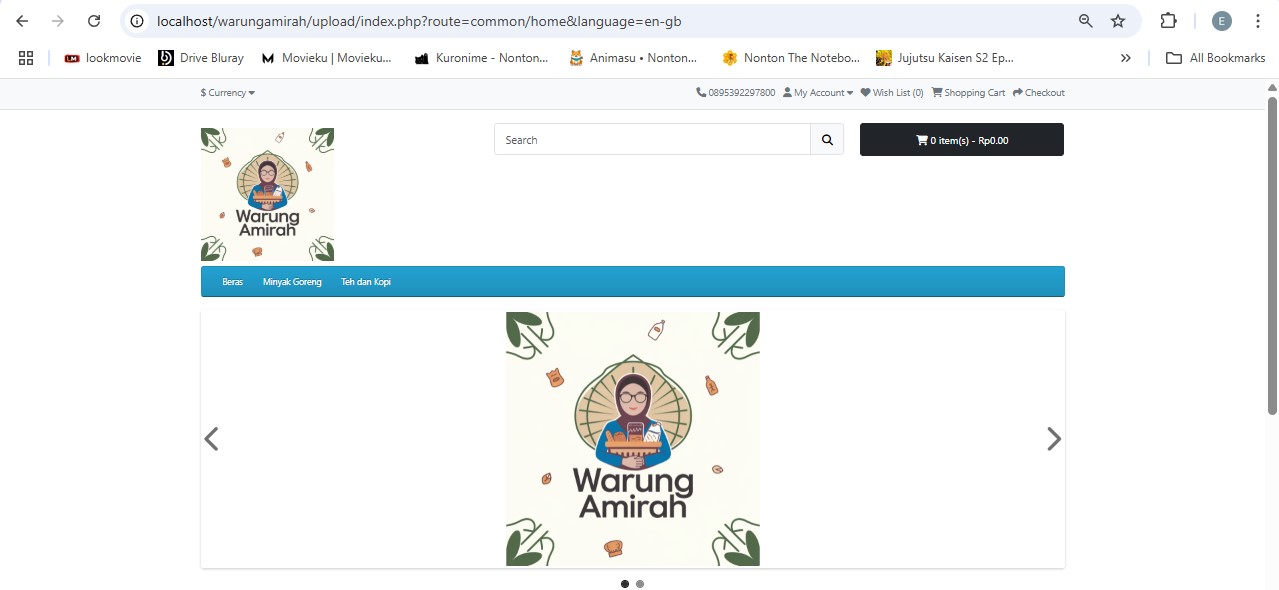 localhost/warungamirah/upload/index.php?route=common/home&language=en-gb
E
lookmovie Drive Bluray Movieku | Movieku... Kuronime - Nonton... Animasu • Nonton... Nonton The Notebo... Jujutsu Kaisen S2 Ep... » All Bookmarks
$ Currency 0895392297800 My Account Wish List (0) Shopping Cart Checkout
Search 0 item(s) - Rp0.00
Warung
Amirah
Beras Minyak Goreng Teh dan Kopi
Warung
Amirah